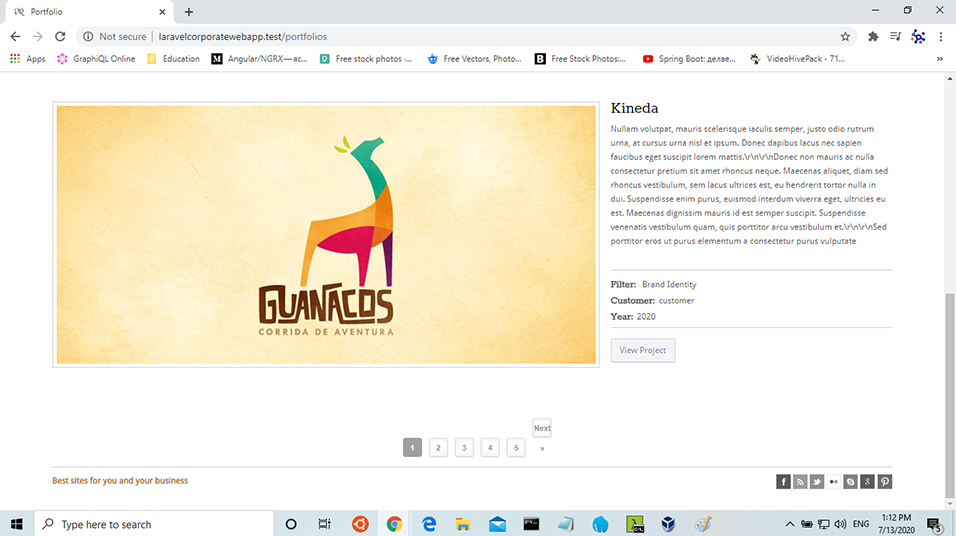 Portfolio
Not secure | laravelcorporatewebapp.test/portfolios
Apps GraphiQL Online Education Angular/NGRX — яс... Free stock photos -... Free Vectors, Photo... Free Stock Photos:... Spring Boot: делае... VideoHivePack - 71...
Kineda
Nullam volutpat, mauris scelerisque iaculis semper, justo odio rutrum
urna, at cursus urna nisl et ipsum. Donec dapibus lacus nec sapien
faucibus eget suscipit lorem mattis.\r\n\r\nDonec non mauris ac nulla
consectetur pretium sit amet rhoncus neque. Maecenas aliquet, diam sed
rhoncus vestibulum, sem lacus ultrices est, eu hendrerit tortor nulla in
dui. Suspendisse enim purus, euismod interdum viverra eget, ultricies eu
est. Maecenas dignissim mauris id est semper suscipit. Suspendisse
venenatis vestibulum quam, quis porttitor arcu vestibulum et.\r\n\r\nSed
porttitor eros ut purus elementum a consectetur purus vulputate
GUANACOS
CORRIDA DE AVENTURA
Filter: Brand Identity
Customer: customer
Year: 2020
View Project
1 2 3 4 5 Next »
Best sites for you and your business
Type here to search
ENG
1:12 PM
7/13/2020
5